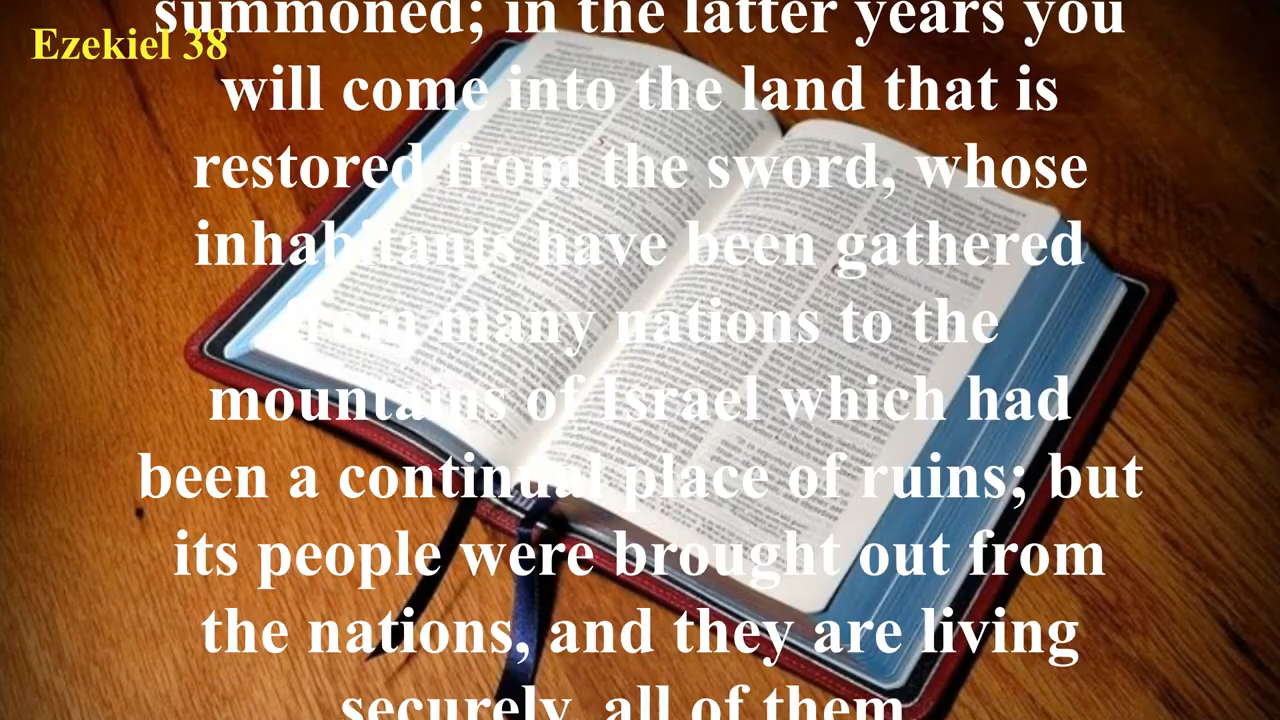 summoned; in the latter years you
Ezekiel 38
will come into the land that is
restored from the sword, whose
inhabitants have been gathered
from many nations to the
mountains of Israel which had
been a continual place of ruins; but
its people were brought out from
the nations, and they are living
securely, all of them